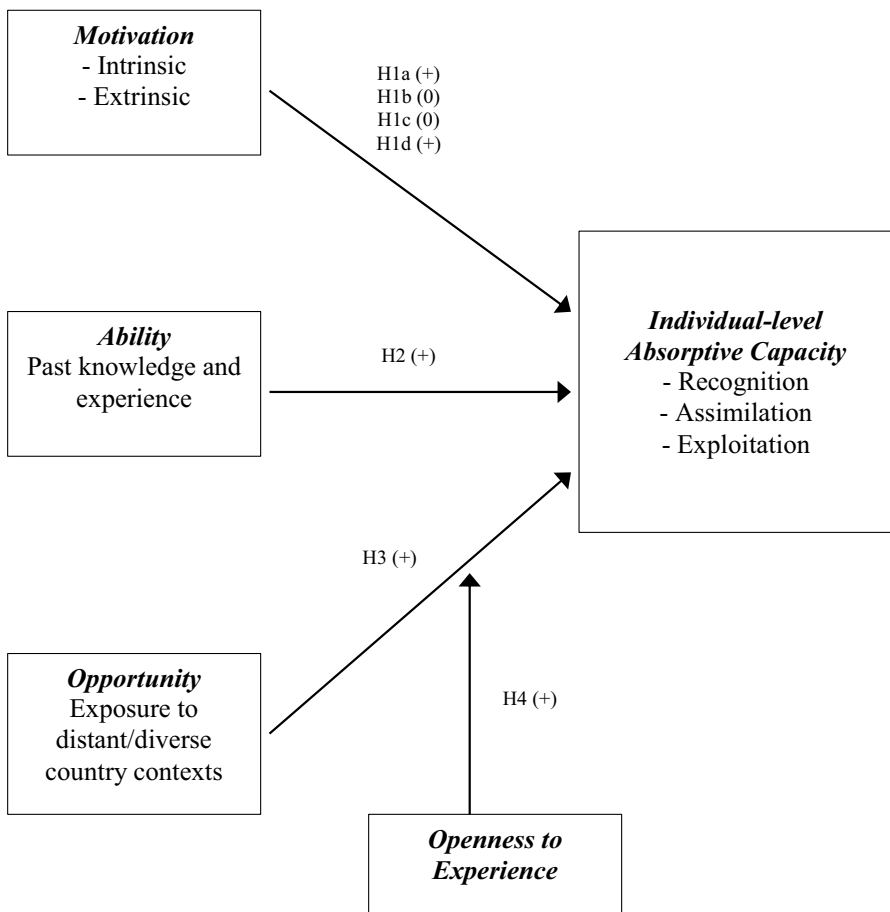 Motivation
- Intrinsic
- Extrinsic
H1a (+)
H1b (0)
H1c (0)
H1d (+)
Ability
Past knowledge and
experience
H2 (+)
Individual-level
Absorptive Capacity
- Recognition
- Assimilation
- Exploitation
H3 (+)
Opportunity
Exposure to
distant/diverse
country contexts
H4 (+)
Openness to
Experience